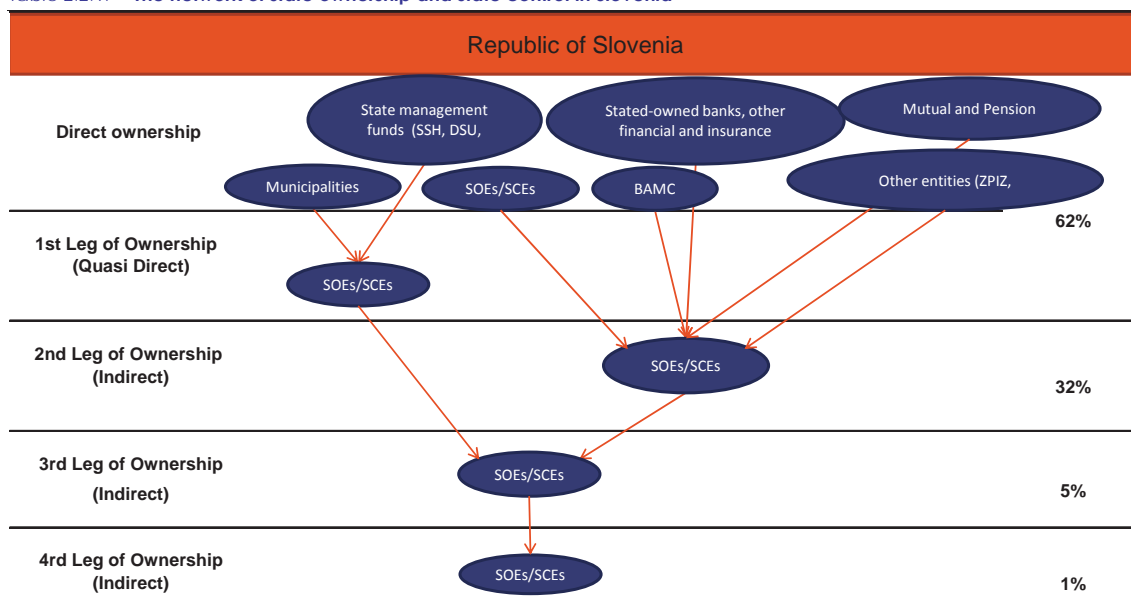 Republic of Slovenia
Direct ownership
State management
funds (SSH, DSU,
Stated-owned banks, other
financial and insurance
Mutual and Pension
Municipalities
SOEs/SCEs
BAMC
Other entities (ZPIZ,
62%
1st Leg of Ownership
(Quasi Direct)
SOEs/SCEs
2nd Leg of Ownership
(Indirect)
SOEs/SCEs
32%
3rd Leg of Ownership
(Indirect)
SOEs/SCEs
5%
4th Leg of Ownership
(Indirect)
SOEs/SCEs
1%